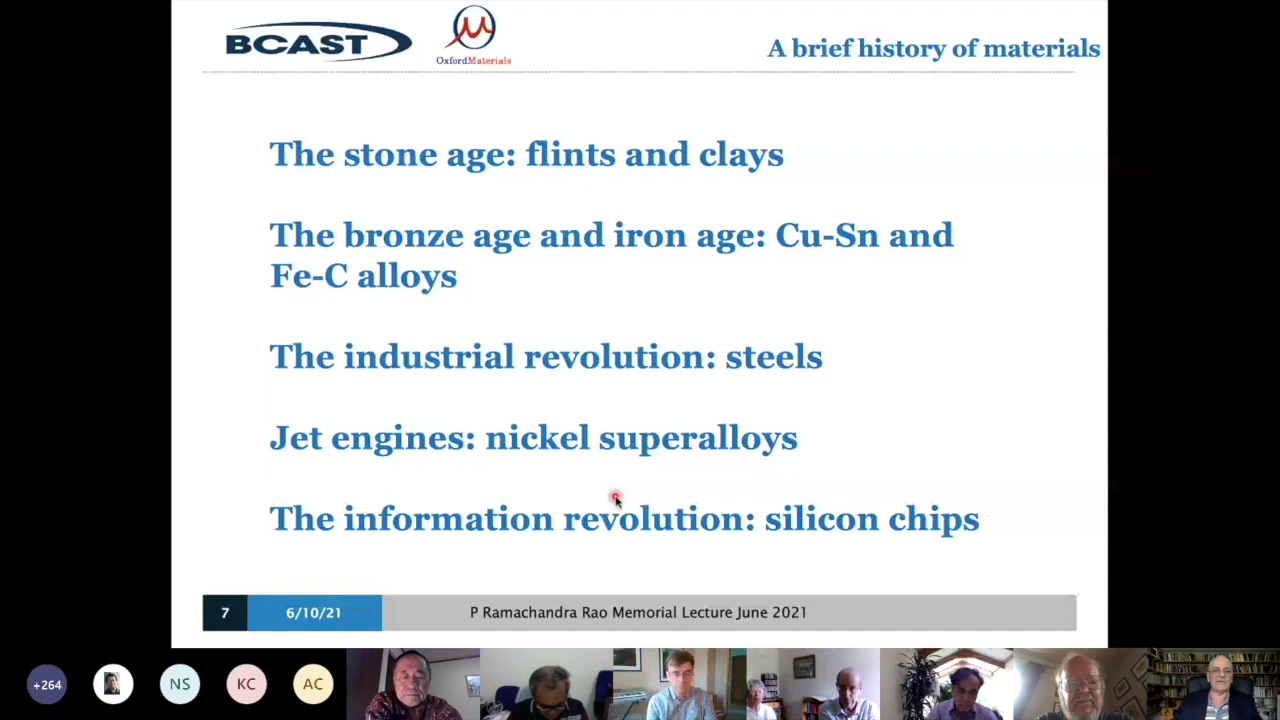 BCAST
OxfordMaterials
A brief history of materials
The stone age: flints and clays
The bronze age and iron age: Cu-Sn and
Fe-C alloys
The industrial revolution: steels
Jet engines: nickel superalloys
The information revolution: silicon chips
7
6/10/21
P Ramachandra Rao Memorial Lecture June 2021
+264
NS
KC
AC